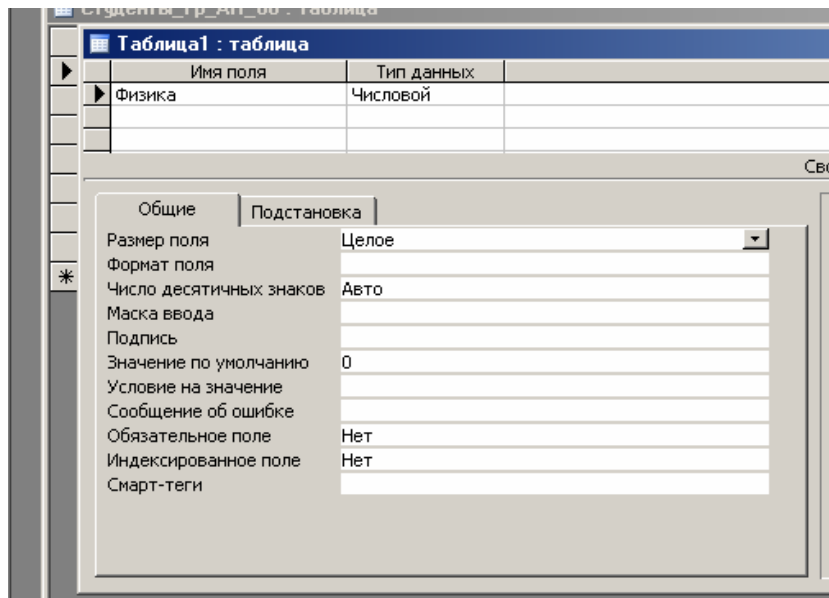 Таблица1 : таблица
Имя поля Тип данных
Физика Числовой
Общие Подстановка
Размер поля Целое
Формат поля
Число десятичных знаков Авто
Маска ввода
Подпись
Значение по умолчанию 0
Условие на значение
Сообщение об ошибке
Обязательное поле Нет
Индексированное поле Нет
Смарт-теги